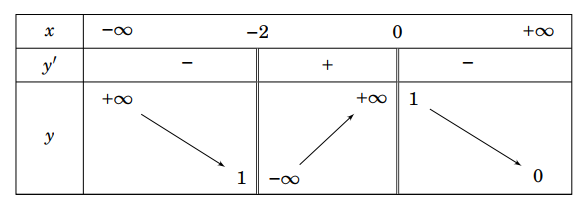 x −∞ −2 0 +∞
y′ − + −
+∞ +∞ 1
y
1 −∞ 0